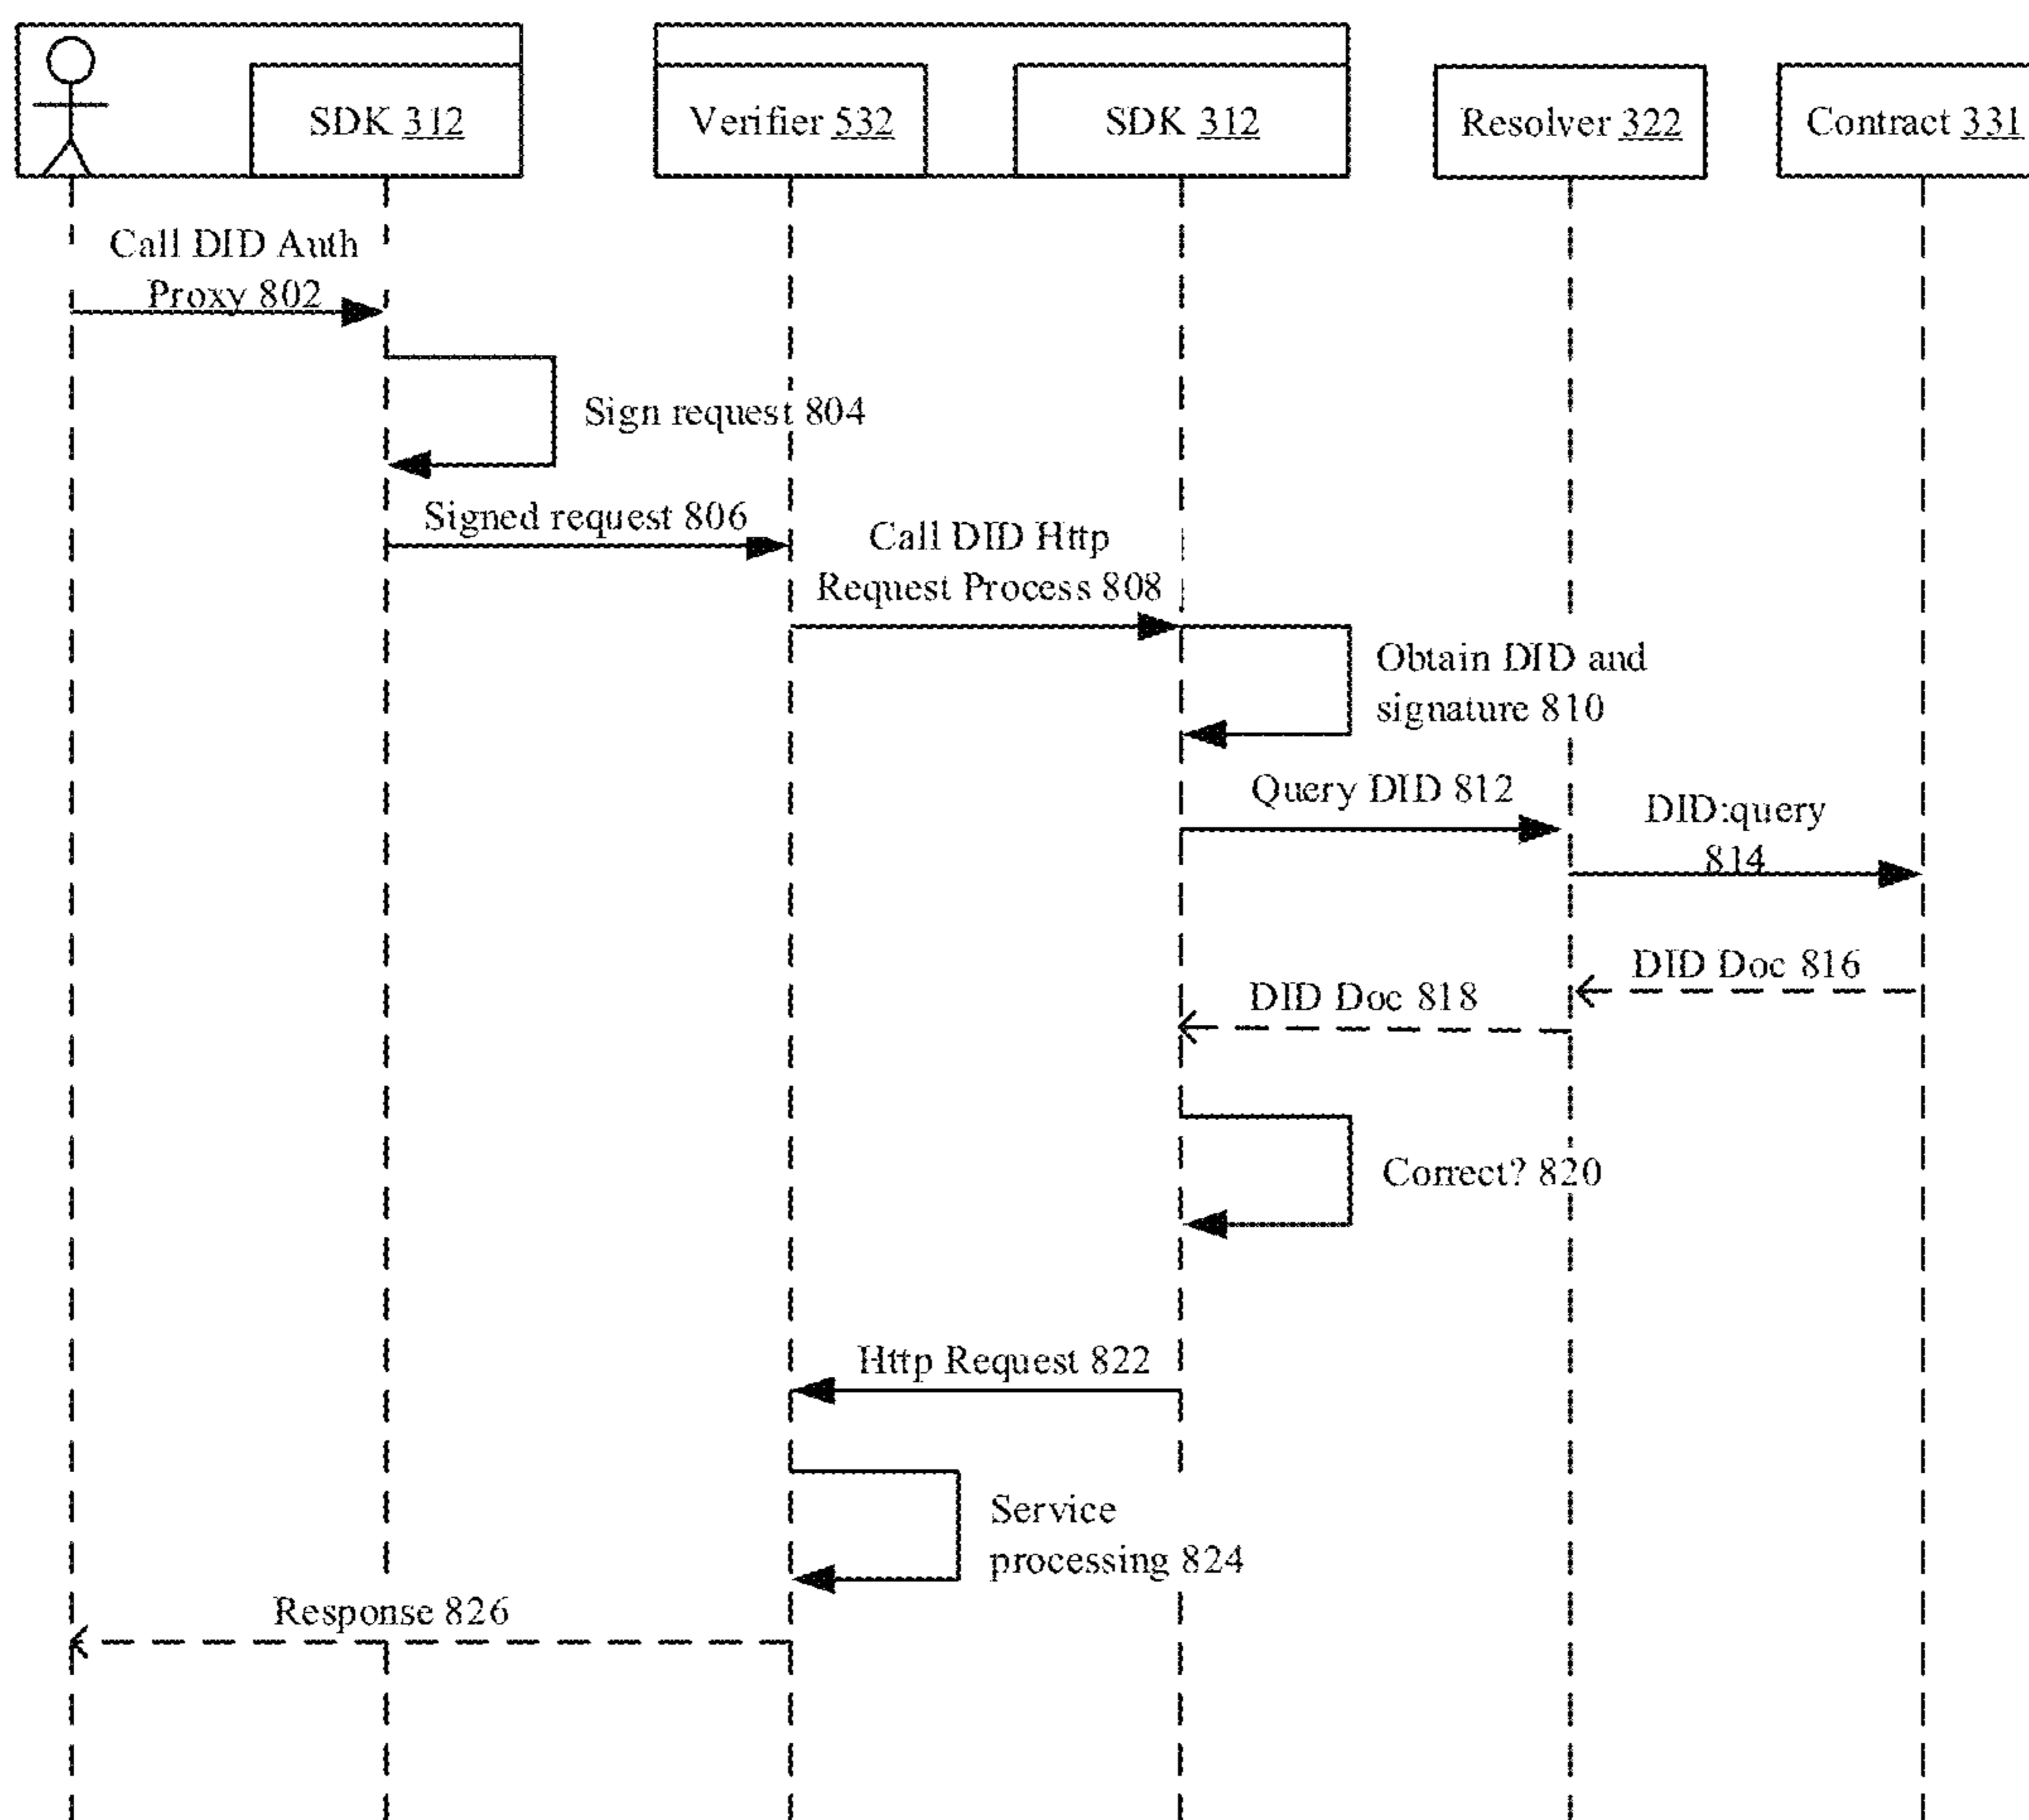 SDK 312
Verifier 532
SDK 312
Resolver 322
Contract 331
Call DID Auth
Proxy 802
Sign request 804
Signed request 806
Call DID Http
Request Process 808
Obtain DID and
signature 810
Query DID 812
DID:query
814
DID Doc 816
DID Doc 818
Correct? 820
Http Request 822
Service
processing 824
Response 826